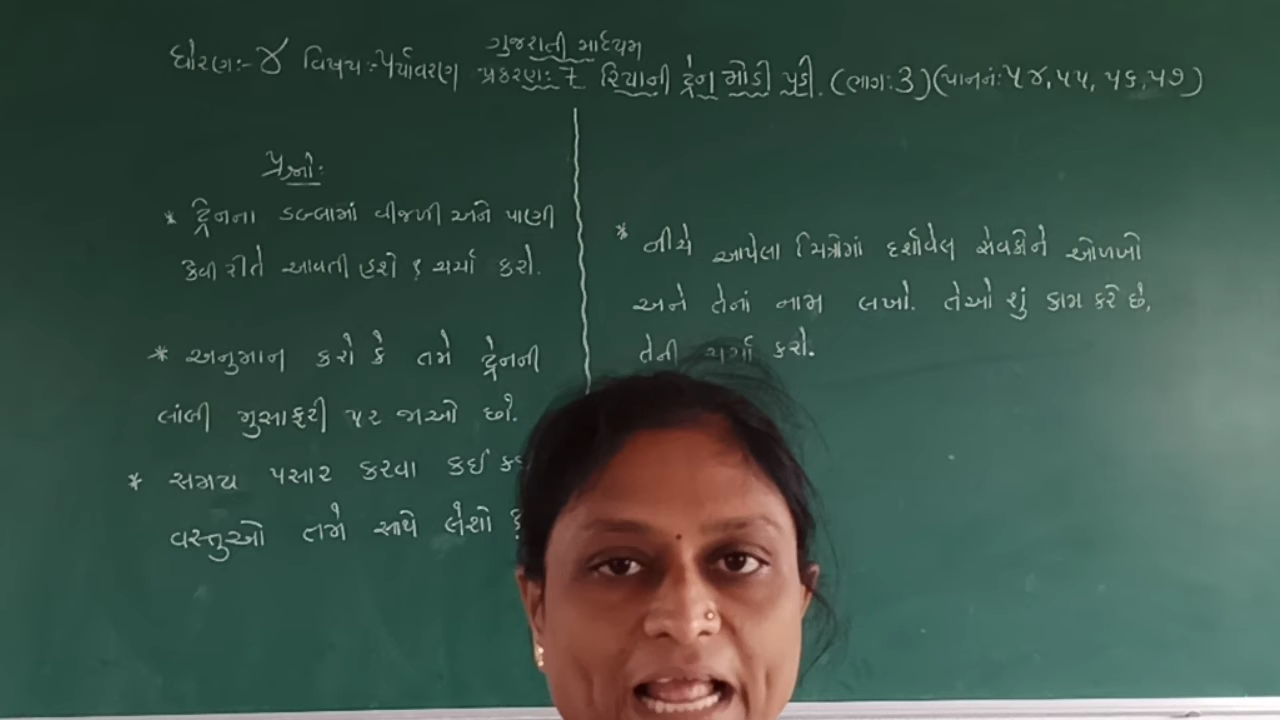 ગુજરાતી માધ્યમ
ધોરણઃ-૪ વિષયઃ-પર્યાવરણ પ્રકરણઃ 7 રિયાની ટ્રેન મોડી પડી. (ભાગઃ 3) (પાનનંઃ ૫૪, ૫૫, ૫૬, ૫૭)
પ્રશ્નોઃ
* ટ્રેનના ડબ્બામાં વીજળી અને પાણી
કેવી રીતે આવતી હશે ? ચર્ચા કરો.
* અનુમાન કરો કે તમે ટ્રેનની
લાંબી મુસાફરી પર જાઓ છો.
* સમય પસાર કરવા કઈ
વસ્તુઓ તમે સાથે લેશો ?
* નીચે આપેલા ચિત્રોમાં દર્શાવેલ સેવકોને ઓળખો
અને તેનાં નામ લખો. તેઓ શું કામ કરે છે,
તેની ચર્ચા કરો.